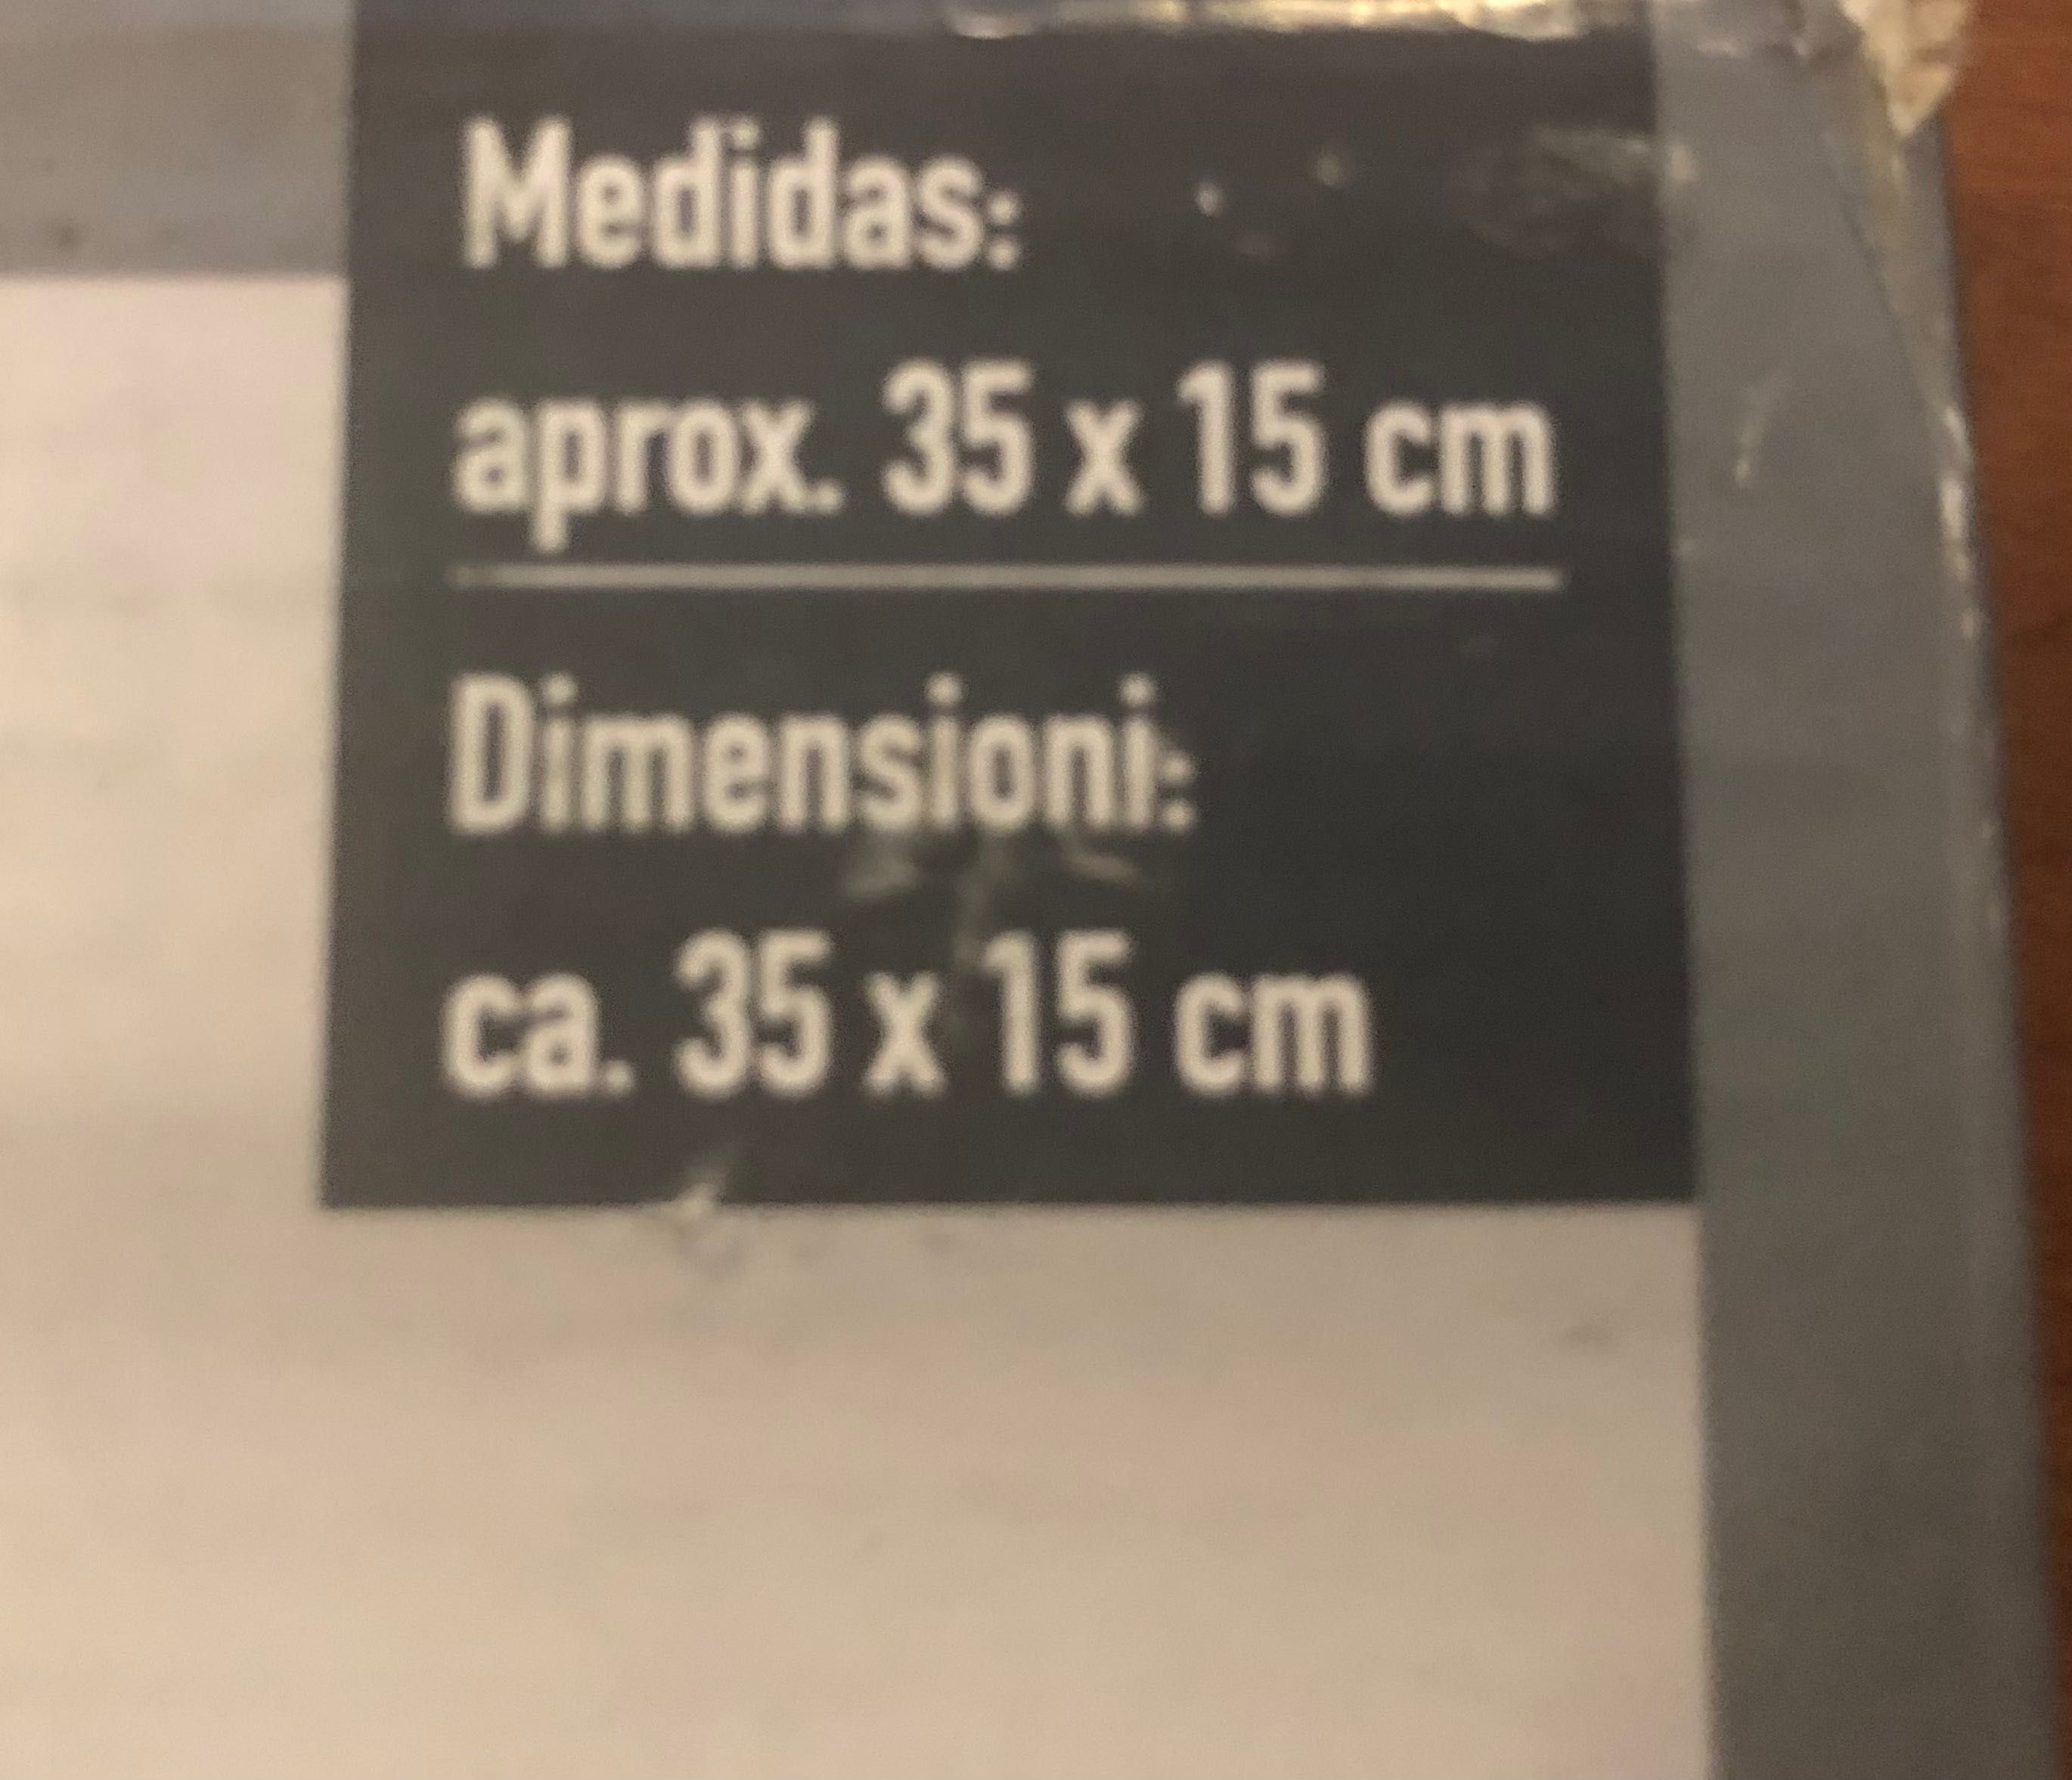 Medidas:
aprox. 35 x 15 cm
Dimensioni:
ca. 35 x 15 cm